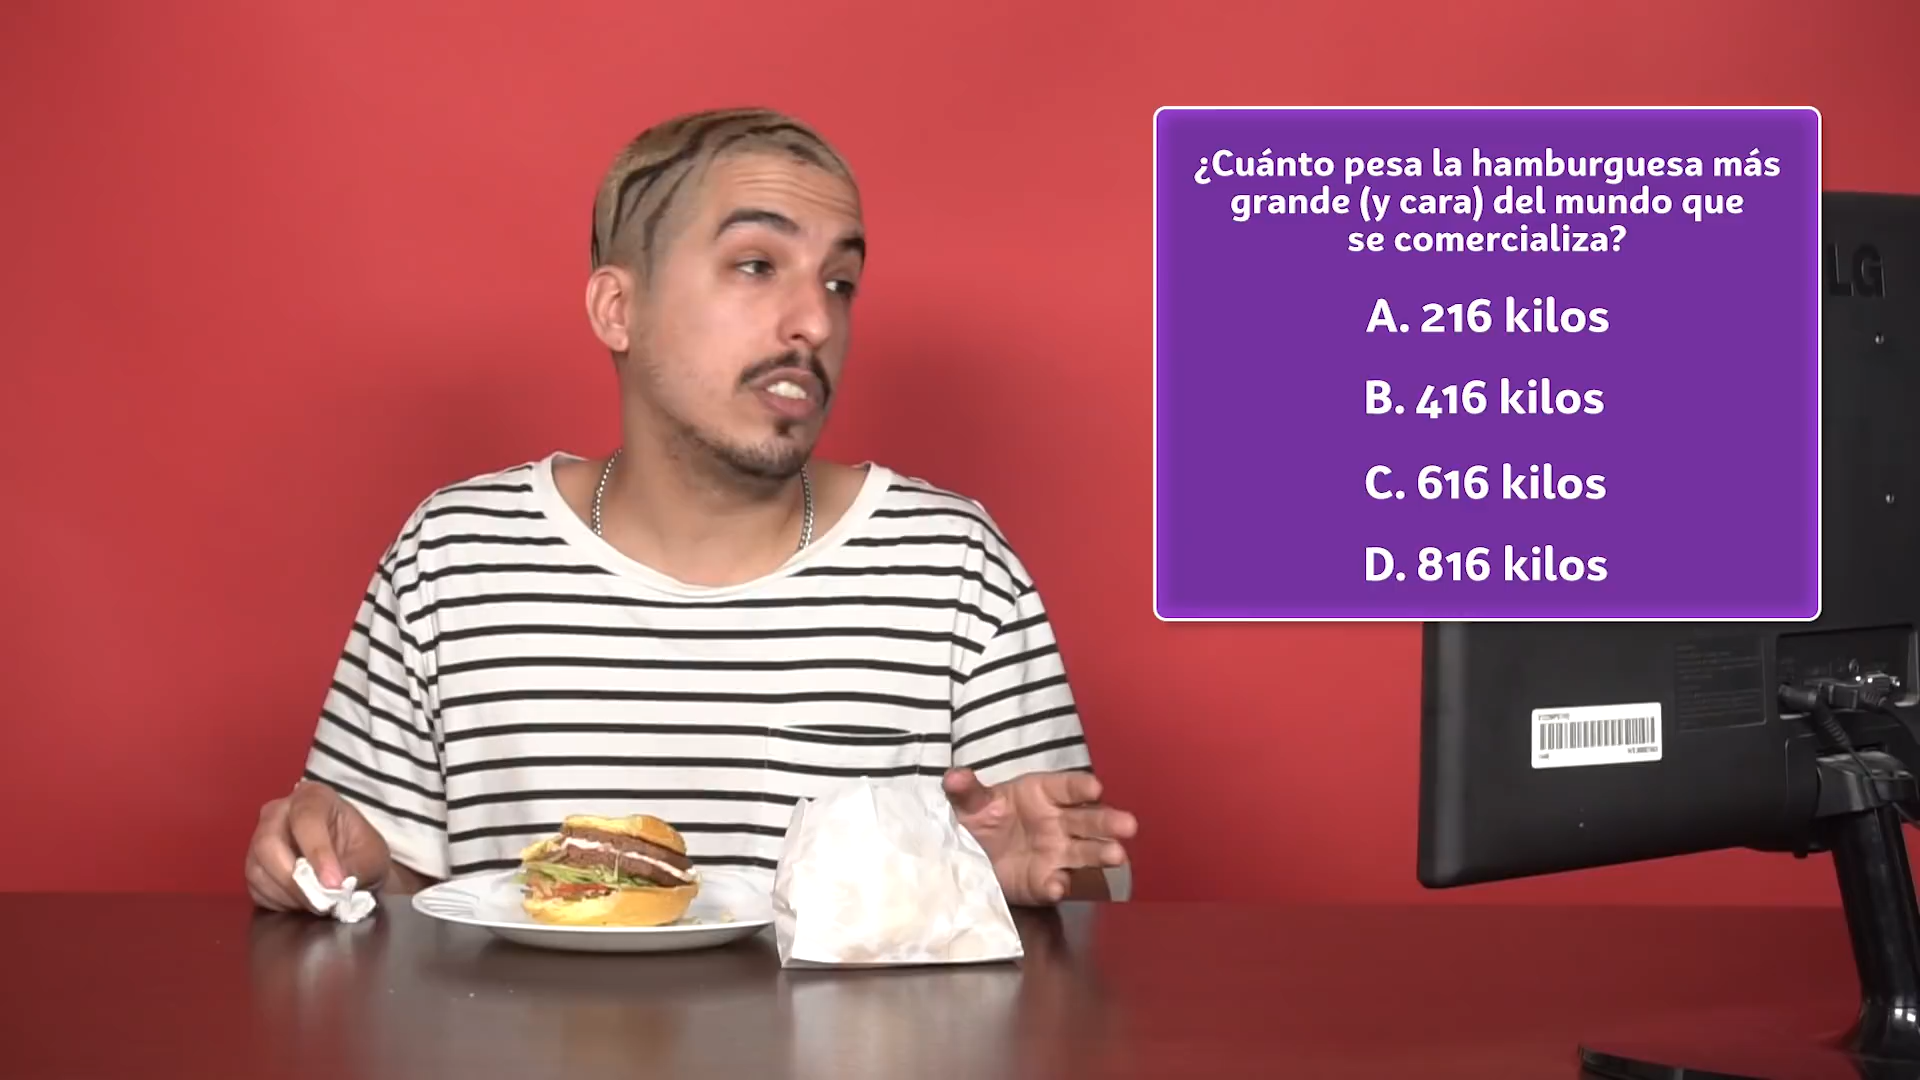 ¿Cuánto pesa la hamburguesa más
grande (y cara) del mundo que
se comercializa?
A. 216 kilos
B. 416 kilos
C. 616 kilos
D. 816 kilos
LG